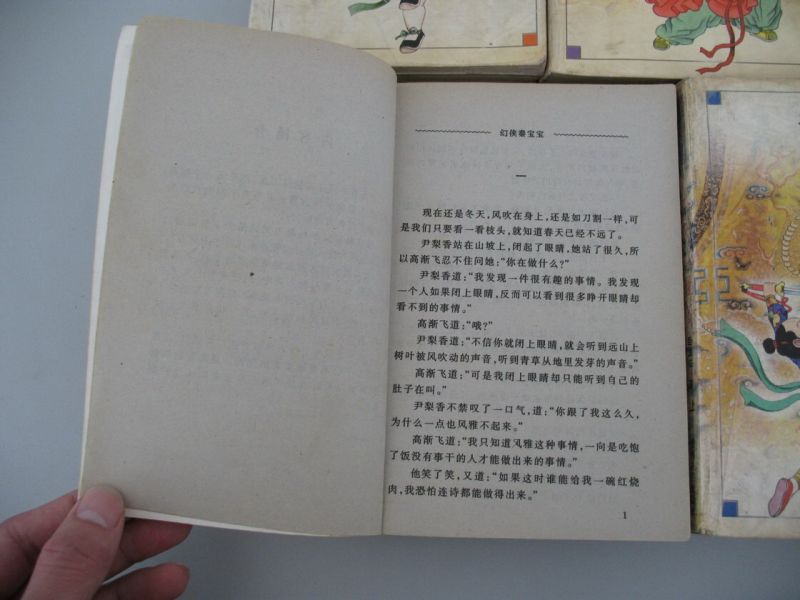 幻侠秦宝宝
一
现在还是冬天，风吹在身上，还是如刀割一样，可
是我们只要看一看枝头，就知道春天已经不远了。
尹梨香站在山坡上，闭起了眼睛，她站了很久，所
以高渐飞忍不住问她：“你在做什么？”
尹梨香道：“我发现一件很有趣的事情。我发现
一个人如果闭上眼睛，反而可以看到很多睁开眼睛却
看不到的事情。”
高渐飞道：“哦？”
尹梨香道：“不信你就闭上眼睛，就会听到远山上
树叶被风吹动的声音，听到青草从地里发芽的声音。”
高渐飞道：“可是我闭上眼睛却只能听到自己的
肚子在叫。”
尹梨香不禁叹了一口气，道：“你跟了我这么久，
为什么一点也风雅不起来。”
高渐飞道：“我只知道风雅这种事情，一向是吃饱
了饭没有事干的人才能做出来的事情。”
他笑了笑，又道：“如果这时谁能给我一碗红烧
肉，我恐怕连诗都能做得出来。”
1